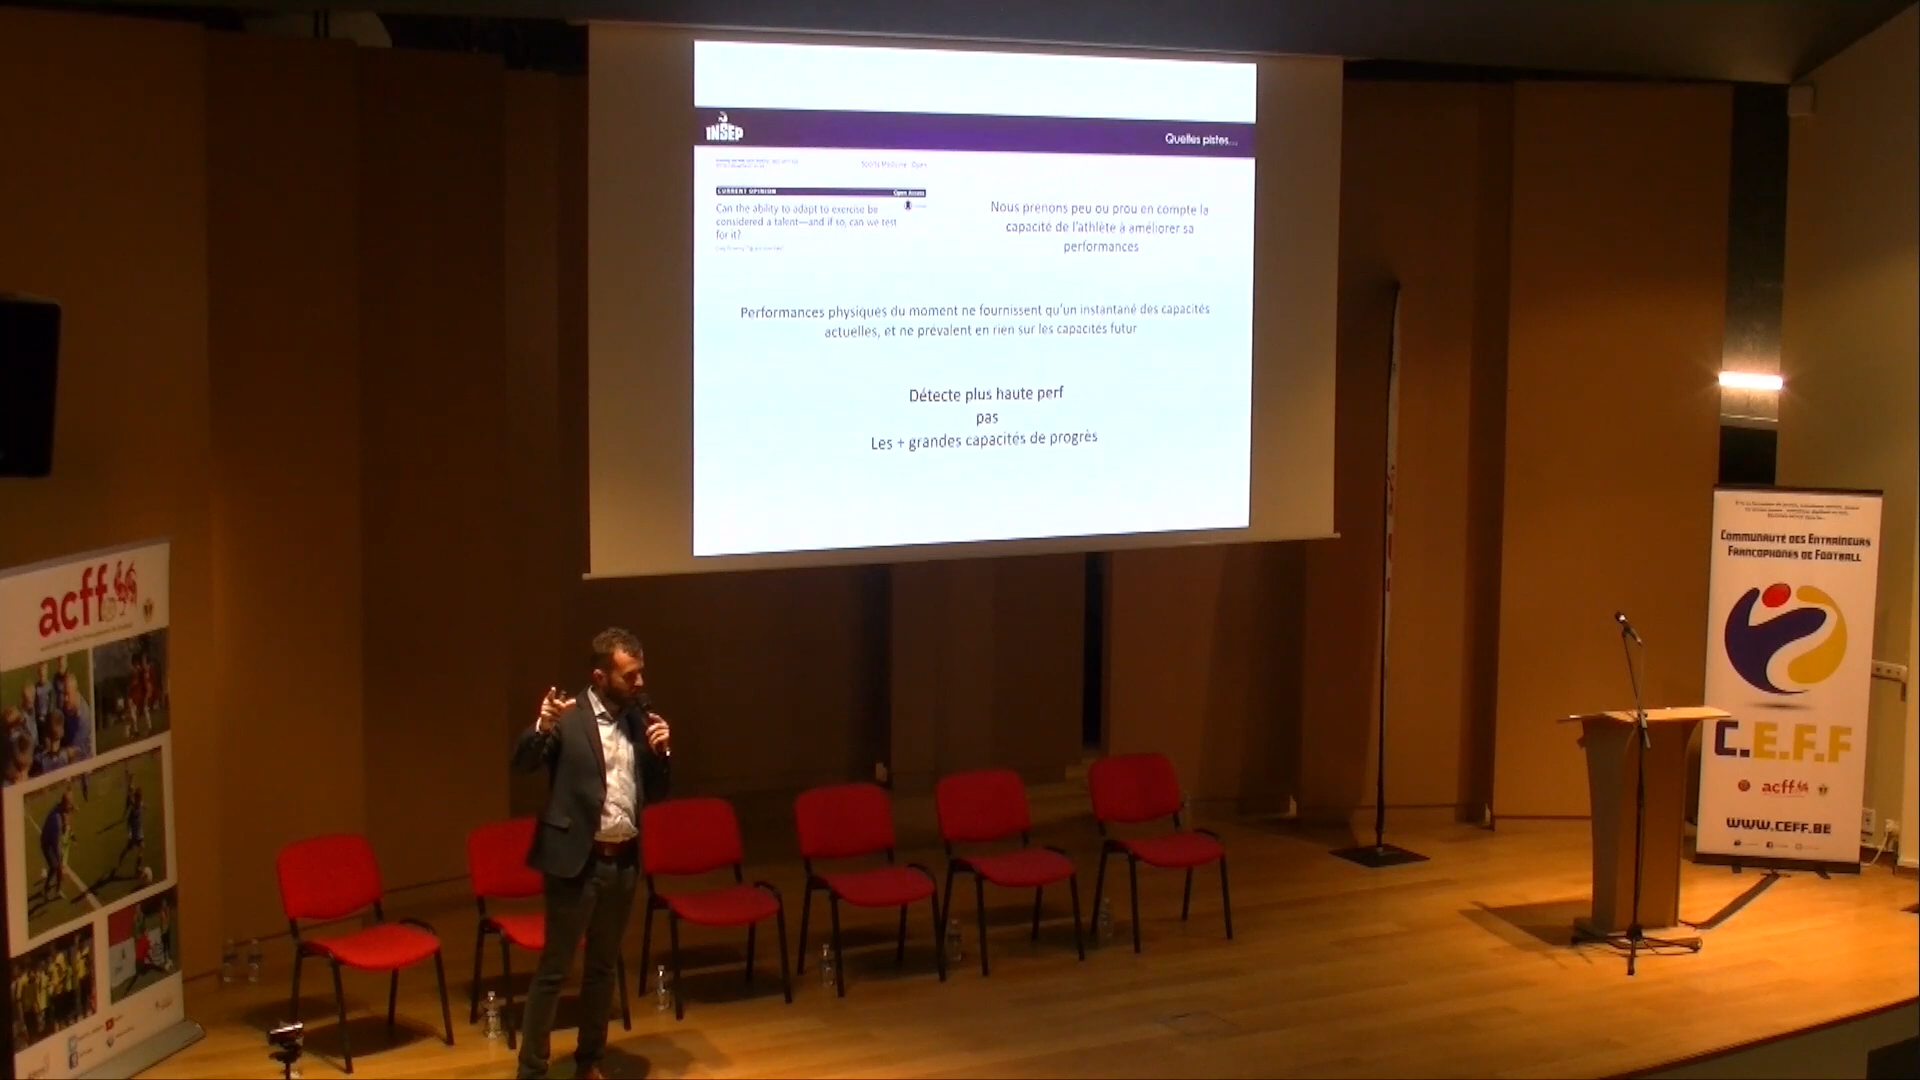 INSEP
Quelles pistes...
Sports Medicine - Open
CURRENT OPINION
Open Access
Can the ability to adapt to exercise be
considered a talent—and if so, can we test
for it?
Nous prenons peu ou prou en compte la
capacité de l'athlète à améliorer sa
performances
Performances physiques du moment ne fournissent qu'un instantané des capacités
actuelles, et ne prévalent en rien sur les capacités futur
Détecte plus haute perf
pas
Les + grandes capacités de progrès
acff
Communauté des Entraîneurs
Francophones de Football
C.E.F.F
acff
www.ceff.be